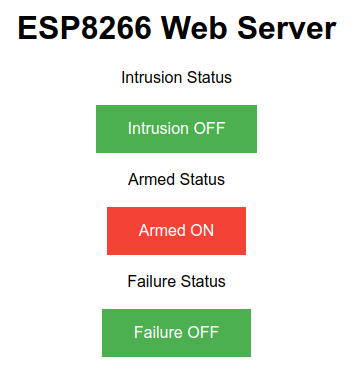 ESP8266 Web Server
Intrusion Status
Intrusion OFF
Armed Status
Armed ON
Failure Status
Failure OFF